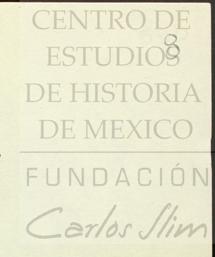 CENTRO DE
8
ESTUDIOS
DE HISTORIA
DE MEXICO
FUNDACIÓN
Carlos Slim